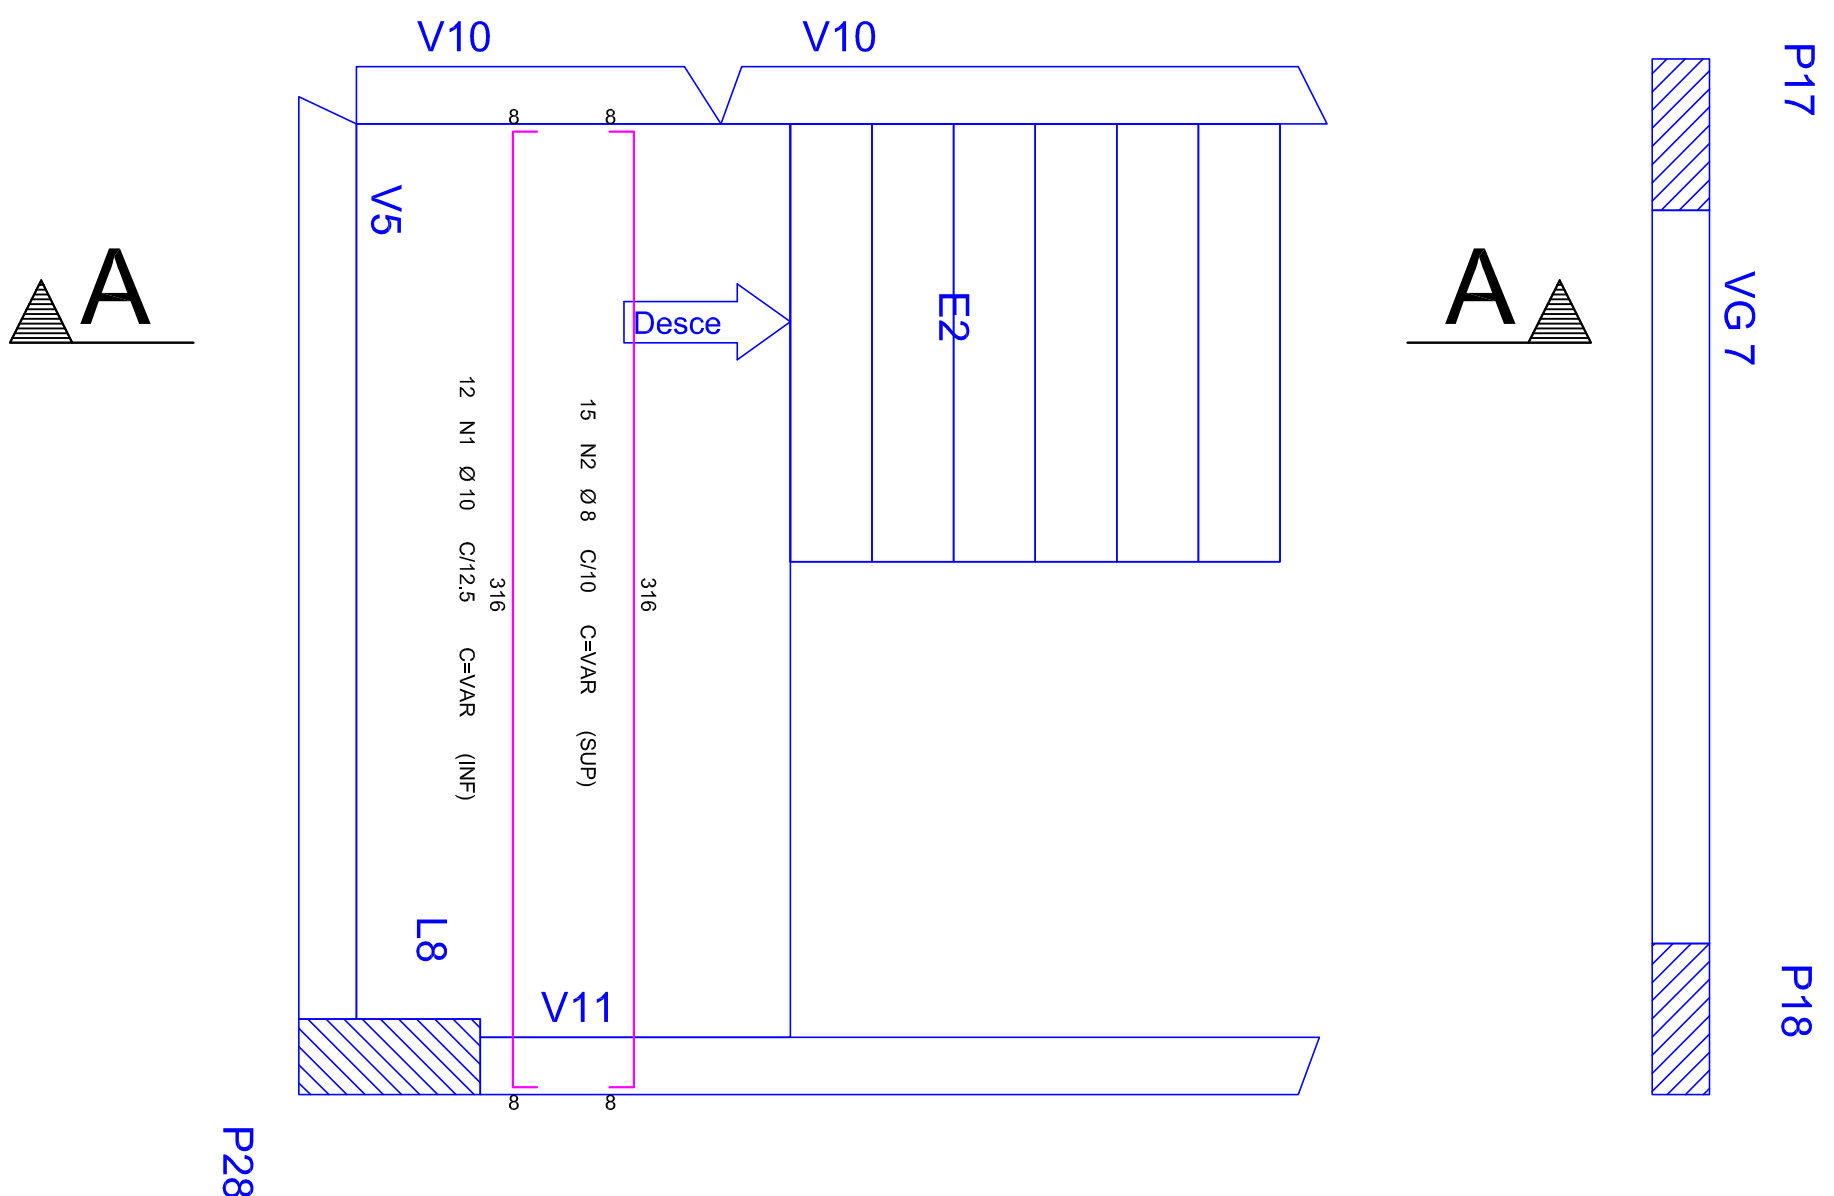 V10
V10
P17
8
8
V5
A
A
VG 7
E2
Desce
12 N1 Ø 10 C/12.5 C=VAR (INF)
316
15 N2 Ø 8 C/10 C=VAR (SUP)
316
L8
V11
P18
8
8
P28